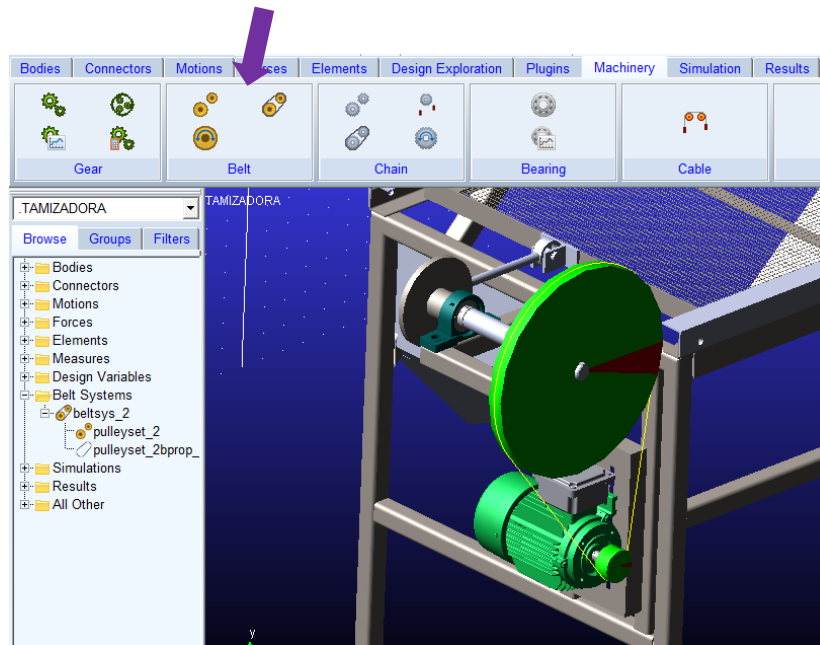 Bodies Connectors Motions Forces Elements Design Exploration Plugins Machinery Simulation Results
Gear Belt Chain Bearing Cable
.TAMIZADORA
TAMIZADORA
Browse Groups Filters
Bodies
Connectors
Motions
Forces
Elements
Measures
Design Variables
Belt Systems
beltsys_2
pulleyset_2
pulleyset_2bprop_
Simulations
Results
All Other
y